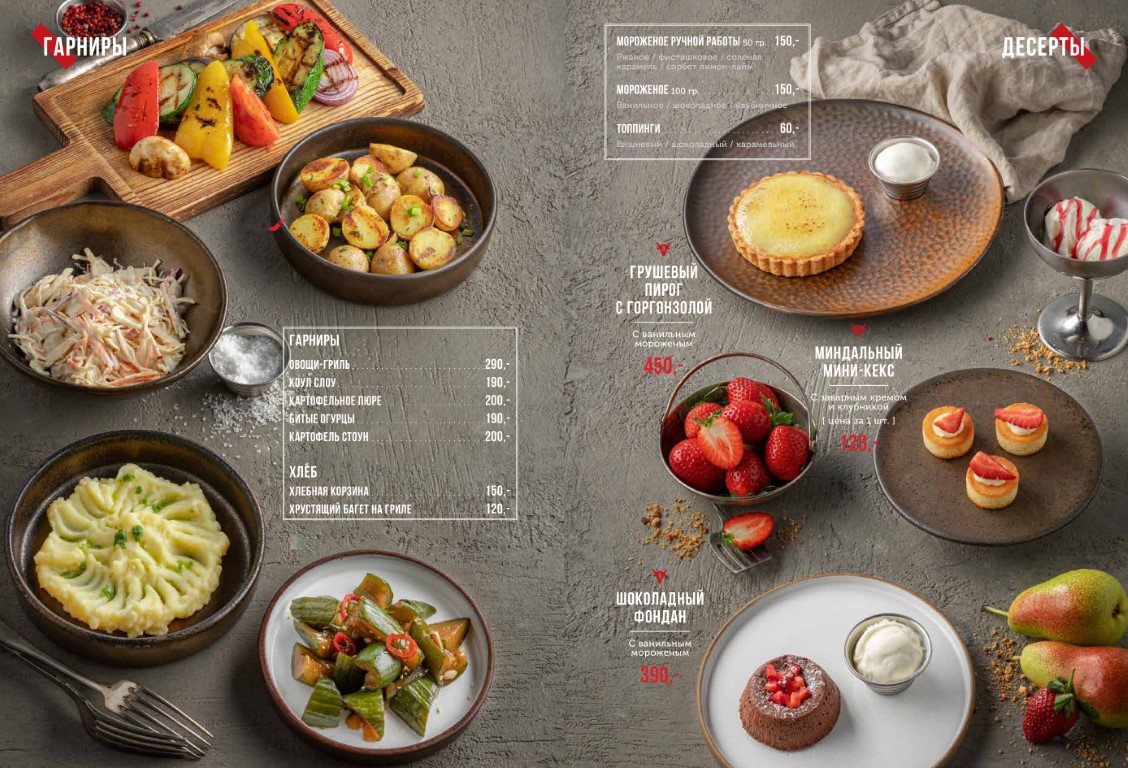 ГАРНИРЫ
ГАРНИРЫ
ОВОЩИ-ГРИЛЬ 290,-
КОУЛ СЛОУ 190,-
КАРТОФЕЛЬНОЕ ПЮРЕ 200,-
БИТЫЕ ОГУРЦЫ 190,-
КАРТОФЕЛЬ СТОУН 200,-
ХЛЁБ
ХЛЕБНАЯ КОРЗИНА 150,-
ХРУСТЯЩИЙ БАГЕТ НА ГРИЛЕ 120,-
ДЕСЕРТЫ
МОРОЖЕНОЕ РУЧНОЙ РАБОТЫ 50 гр. 150,-
Ржаное / фисташковое / солёная
карамель / сорбет лимон-лайм
МОРОЖЕНОЕ 100 гр. 150,-
Ванильное / шоколадное / клубничное
ТОППИНГИ 60,-
Вишневый / шоколадный / карамельный
ГРУШЕВЫЙ
ПИРОГ
С ГОРГОНЗОЛОЙ
С ванильным
мороженым
450,-
МИНДАЛЬНЫЙ
МИНИ-КЕКС
С заварным кремом
и клубникой
[ цена за 1 шт. ]
120,-
ШОКОЛАДНЫЙ
ФОНДАН
С ванильным
мороженым
390,-